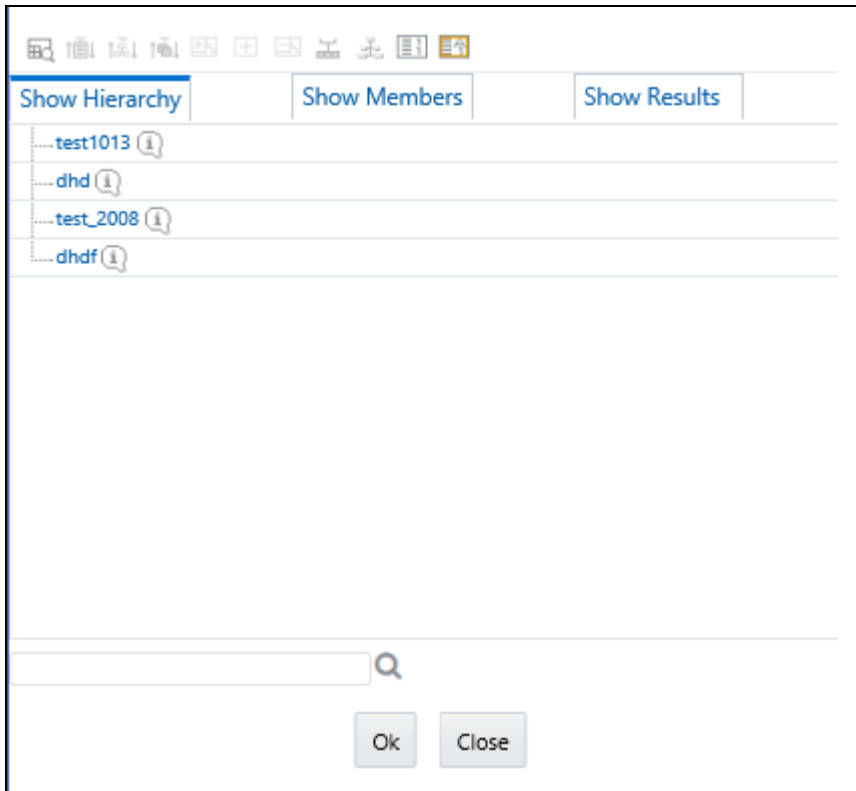 Show Hierarchy Show Members Show Results
test1013
dhd
test_2008
dhdf
Ok Close